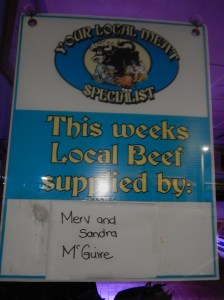 YOUR LOCAL MEAT
SPECIALIST
This weeks
Local Beef
supplied by:
Merv and
Sandra
McGuire